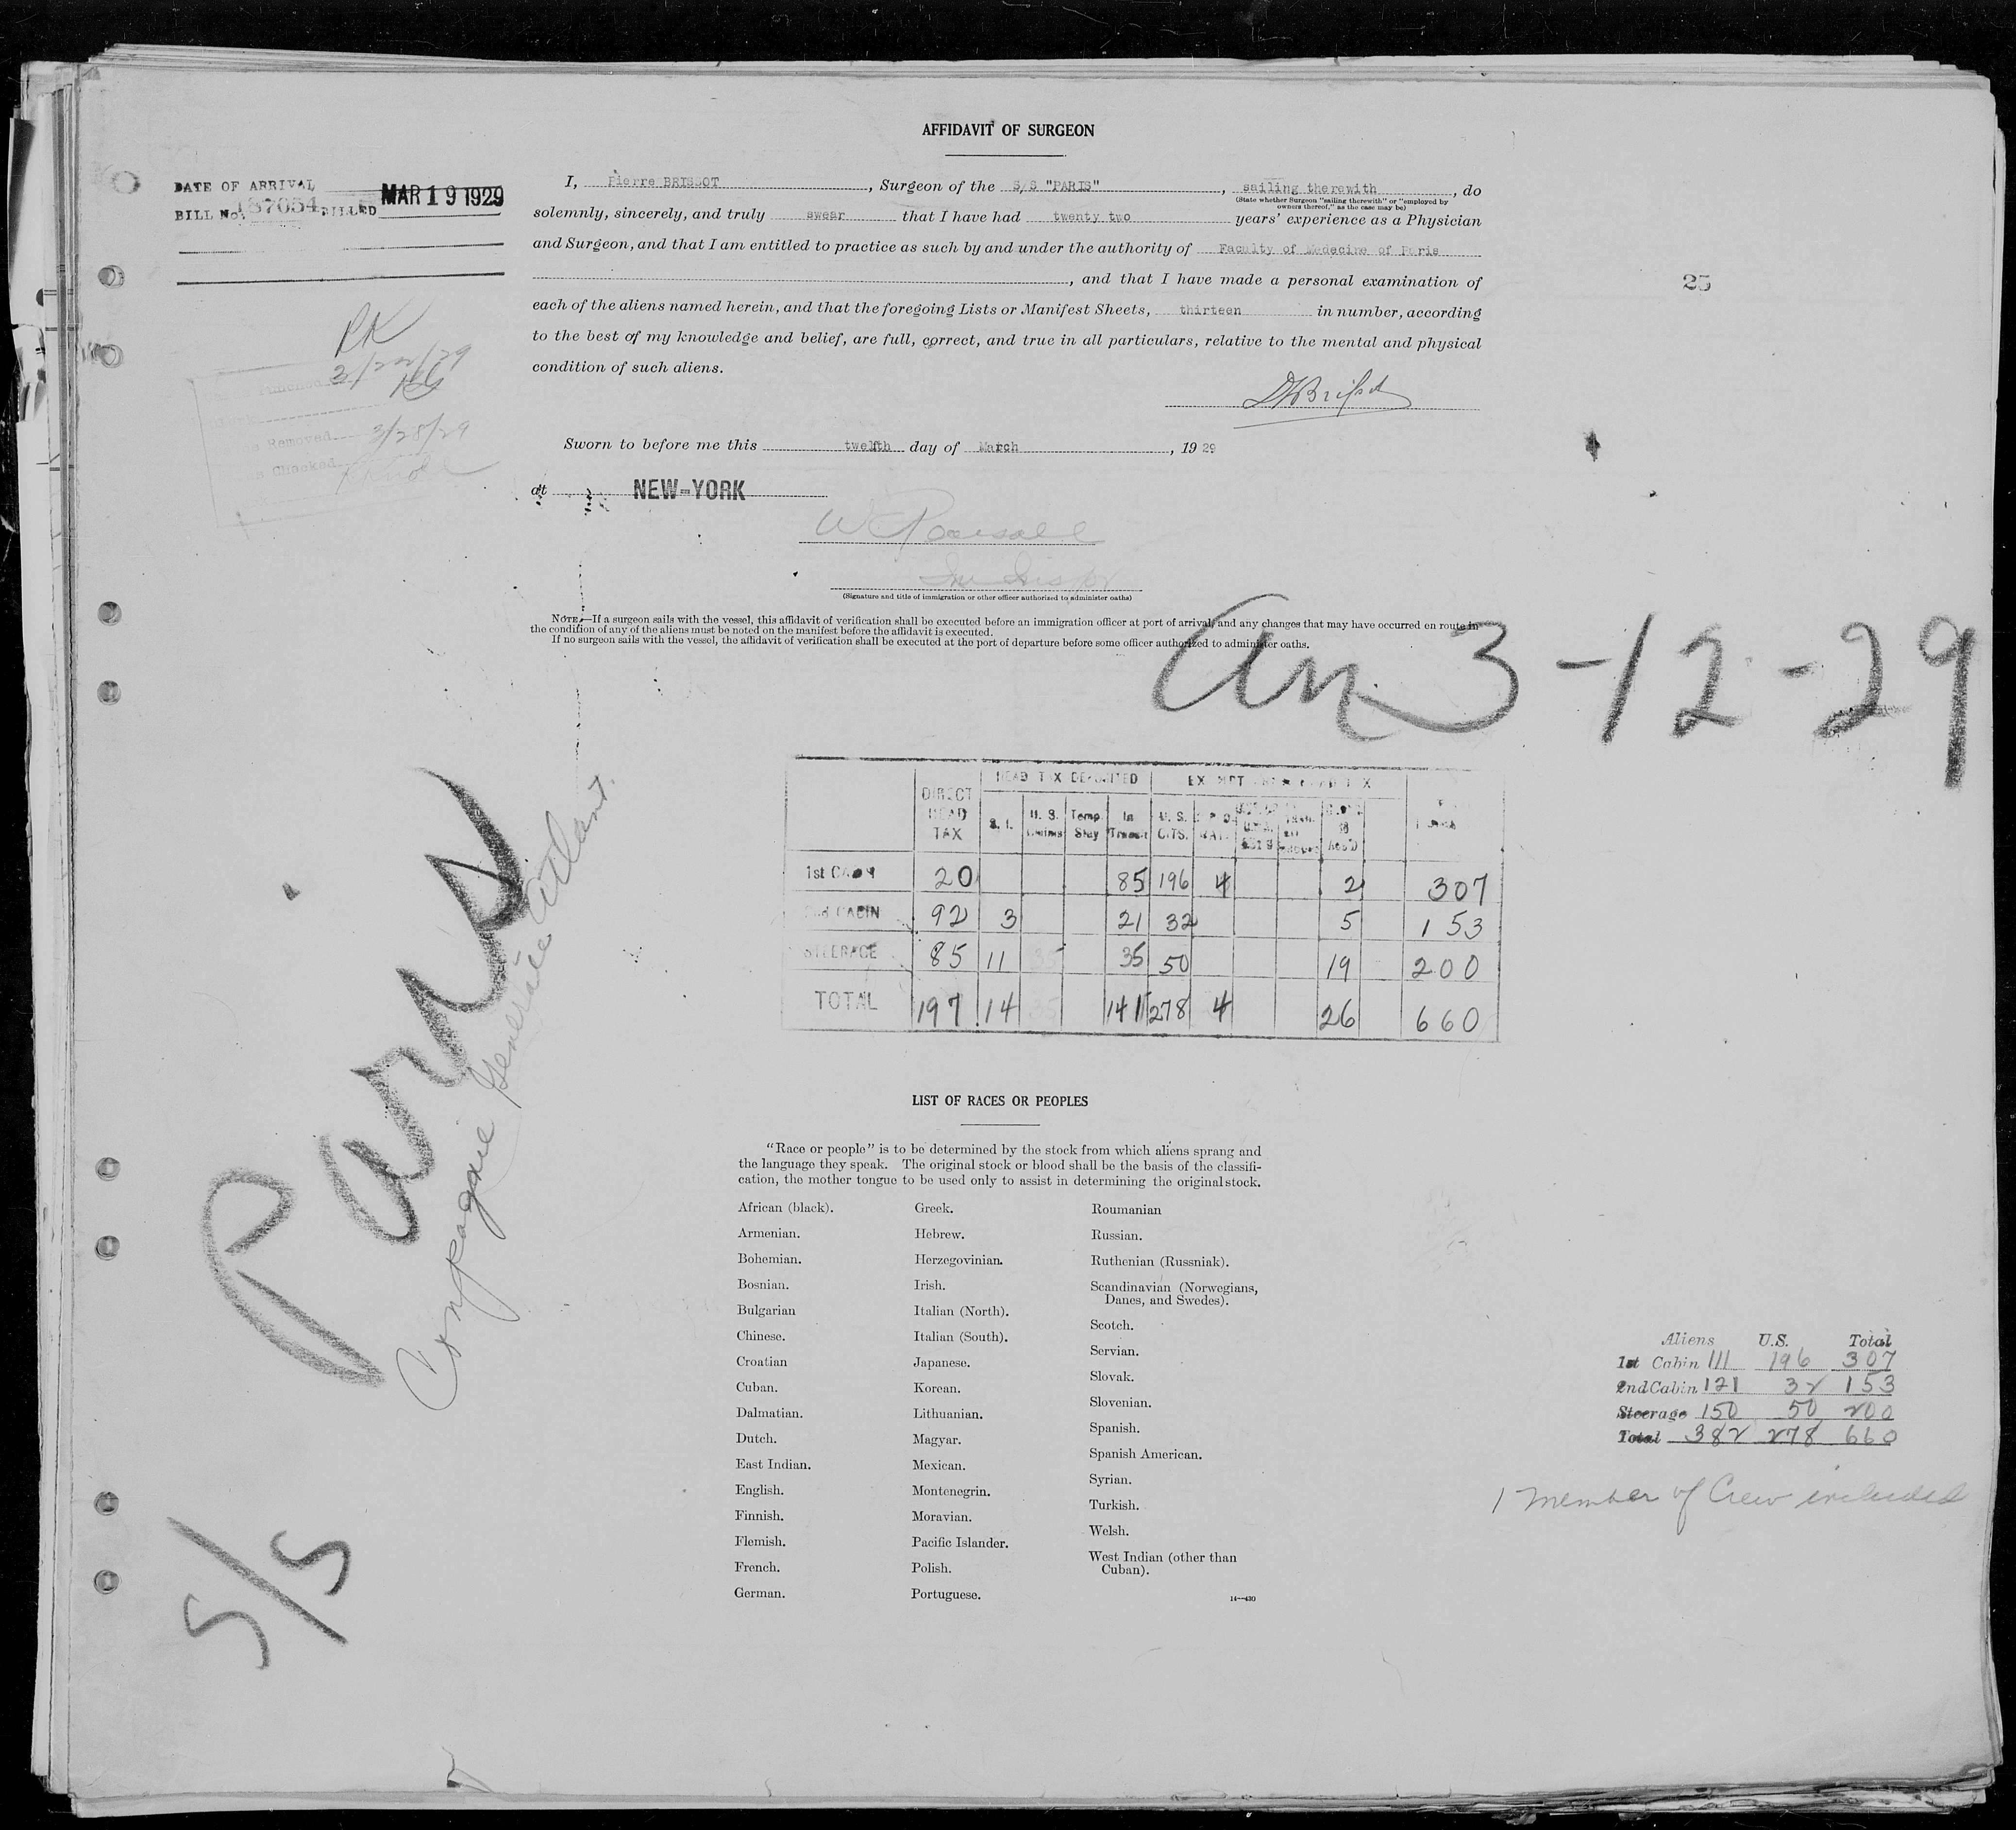 AFFIDAVIT OF SURGEON
DATE OF ARRIVAL
BILL No. 187054 BILLED MAR 19 1929
I, Pierre BRISSOT, Surgeon of the S/S "PARIS", sailing therewith, do
(State whether Surgeon "sailing therewith" or "employed by
owners thereof," as the case may be)
solemnly, sincerely, and truly swear that I have had twenty two years' experience as a Physician
and Surgeon, and that I am entitled to practice as such by and under the authority of Faculty of Medecine of Paris
, and that I have made a personal examination of
each of the aliens named herein, and that the foregoing Lists or Manifest Sheets, thirteen in number, according
to the best of my knowledge and belief, are full, correct, and true in all particulars, relative to the mental and physical
condition of such aliens.
25
RK
3/22/29
Removed 3/28/29
Checked
Sworn to before me this twelfth day of March, 1929
at NEW-YORK
(Signature and title of immigration or other officer authorized to administer oaths)
NOTE.—If a surgeon sails with the vessel, this affidavit of verification shall be executed before an immigration officer at port of arrival, and any changes that may have occurred en route in
the condition of any of the aliens must be noted on the manifest before the affidavit is executed.
If no surgeon sails with the vessel, the affidavit of verification shall be executed at the port of departure before some officer authorized to administer oaths.
3-12-29
DIRECT HEAD TAX HEAD TAX DEPOSITED EXEMPT
S. I. U. S. Temp. Stay In Transit U. S. CITS.
1st CABIN 20 85 196 4 2 307
2nd CABIN 92 3 21 32 5 153
STEERAGE 85 11 35 50 19 200
TOTAL 197 14 141 278 4 26 660
S/S Paris
Compagnie Generale Atlant.
LIST OF RACES OR PEOPLES
"Race or people" is to be determined by the stock from which aliens sprang and
the language they speak. The original stock or blood shall be the basis of the classifi-
cation, the mother tongue to be used only to assist in determining the original stock.
African (black).
Armenian.
Bohemian.
Bosnian.
Bulgarian
Chinese.
Croatian
Cuban.
Dalmatian.
Dutch.
East Indian.
English.
Finnish.
Flemish.
French.
German.
Greek.
Hebrew.
Herzegovinian.
Irish.
Italian (North).
Italian (South).
Japanese.
Korean.
Lithuanian.
Magyar.
Mexican.
Montenegrin.
Moravian.
Pacific Islander.
Polish.
Portuguese.
Roumanian
Russian.
Ruthenian (Russniak).
Scandinavian (Norwegians,
Danes, and Swedes).
Scotch.
Servian.
Slovak.
Slovenian.
Spanish.
Spanish American.
Syrian.
Turkish.
Welsh.
West Indian (other than
Cuban).
14—430
Aliens U.S. Total
1st Cabin 111 196 307
2nd Cabin 121 32 153
Steerage 150 50 200
Total 382 278 660
1 member of Crew included